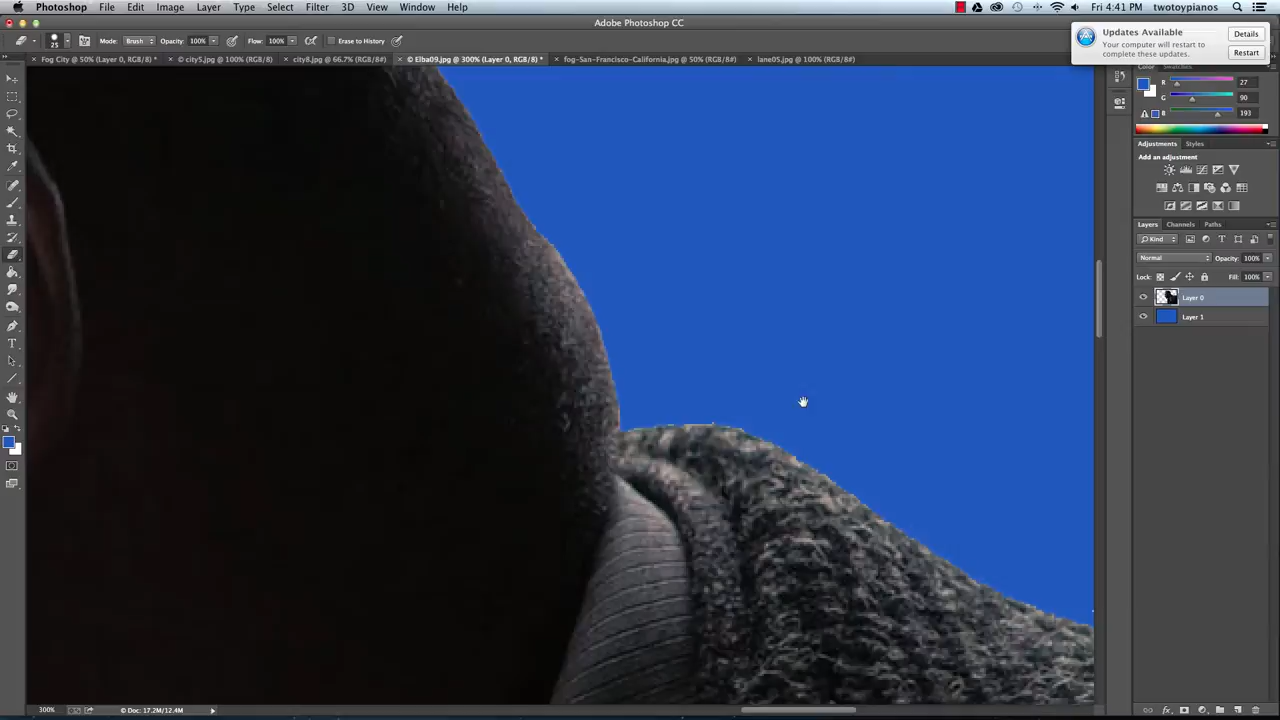 Photoshop File Edit Image Layer Type Select Filter 3D View Window Help
Fri 4:41 PM twotoypianos
Adobe Photoshop CC
Updates Available
Your computer will restart to complete these updates.
Details
Restart
25 Mode: Brush Opacity: 100% Flow: 100% Erase to History
Fog City @ 50% (Layer 0, RGB/8) * city5.jpg @ 100% (RGB/8#) city8.jpg @ 66.7% (RGB/8#) Elba09.jpg @ 300% (Layer 0, RGB/8#) * fog-San-Francisco-California.jpg @ 50% (RGB/8#) lane05.jpg @ 100% (RGB/8#)
Color Swatches
R 27
G 90
B 193
Adjustments Styles
Add an adjustment
Layers Channels Paths
Kind
Normal Opacity: 100%
Lock: Fill: 100%
Layer 0
Layer 1
300% Doc: 17.2M/12.4M